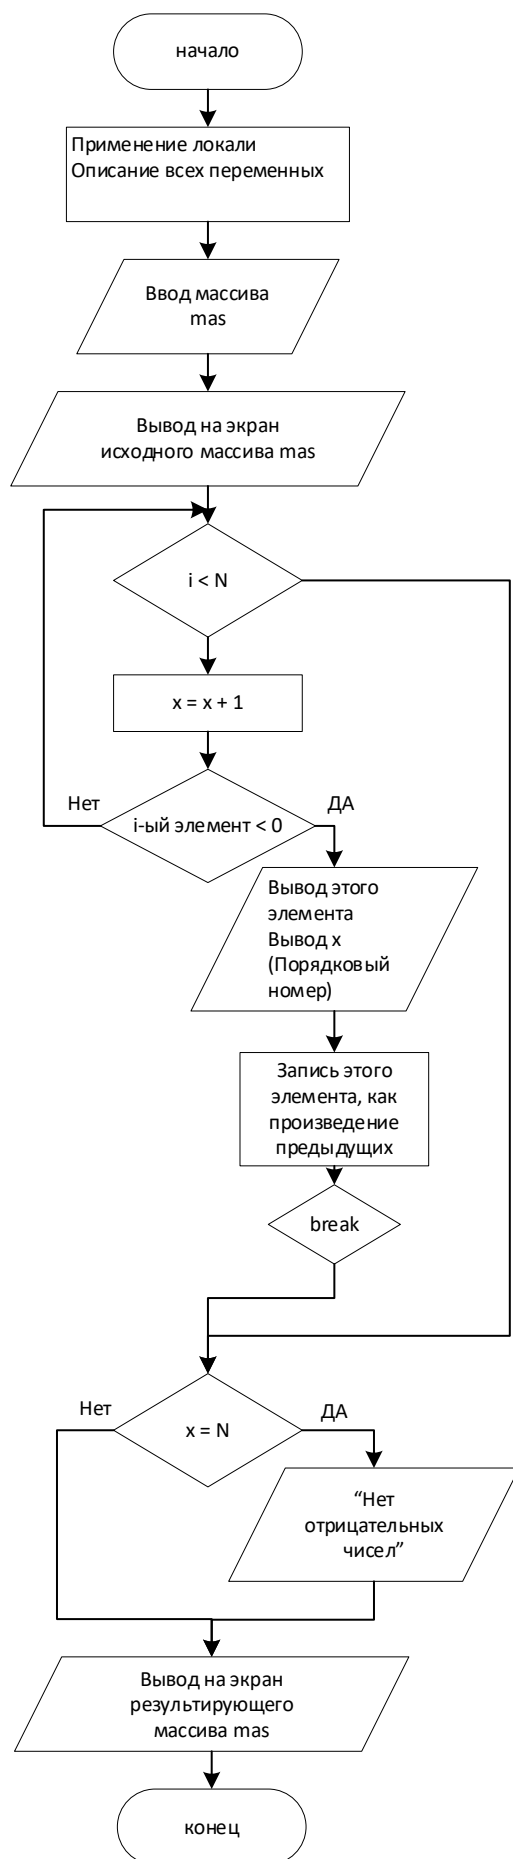 начало
Применение локали
Описание всех переменных
Ввод массива
mas
Вывод на экран
исходного массива mas
i < N
x = x + 1
Нет
ДА
i-ый элемент < 0
Вывод этого
элемента
Вывод x
(Порядковый
номер)
Запись этого
элемента, как
произведение
предыдущих
break
Нет
ДА
x = N
“Нет
отрицательных
чисел”
Вывод на экран
результирующего
массива mas
конец